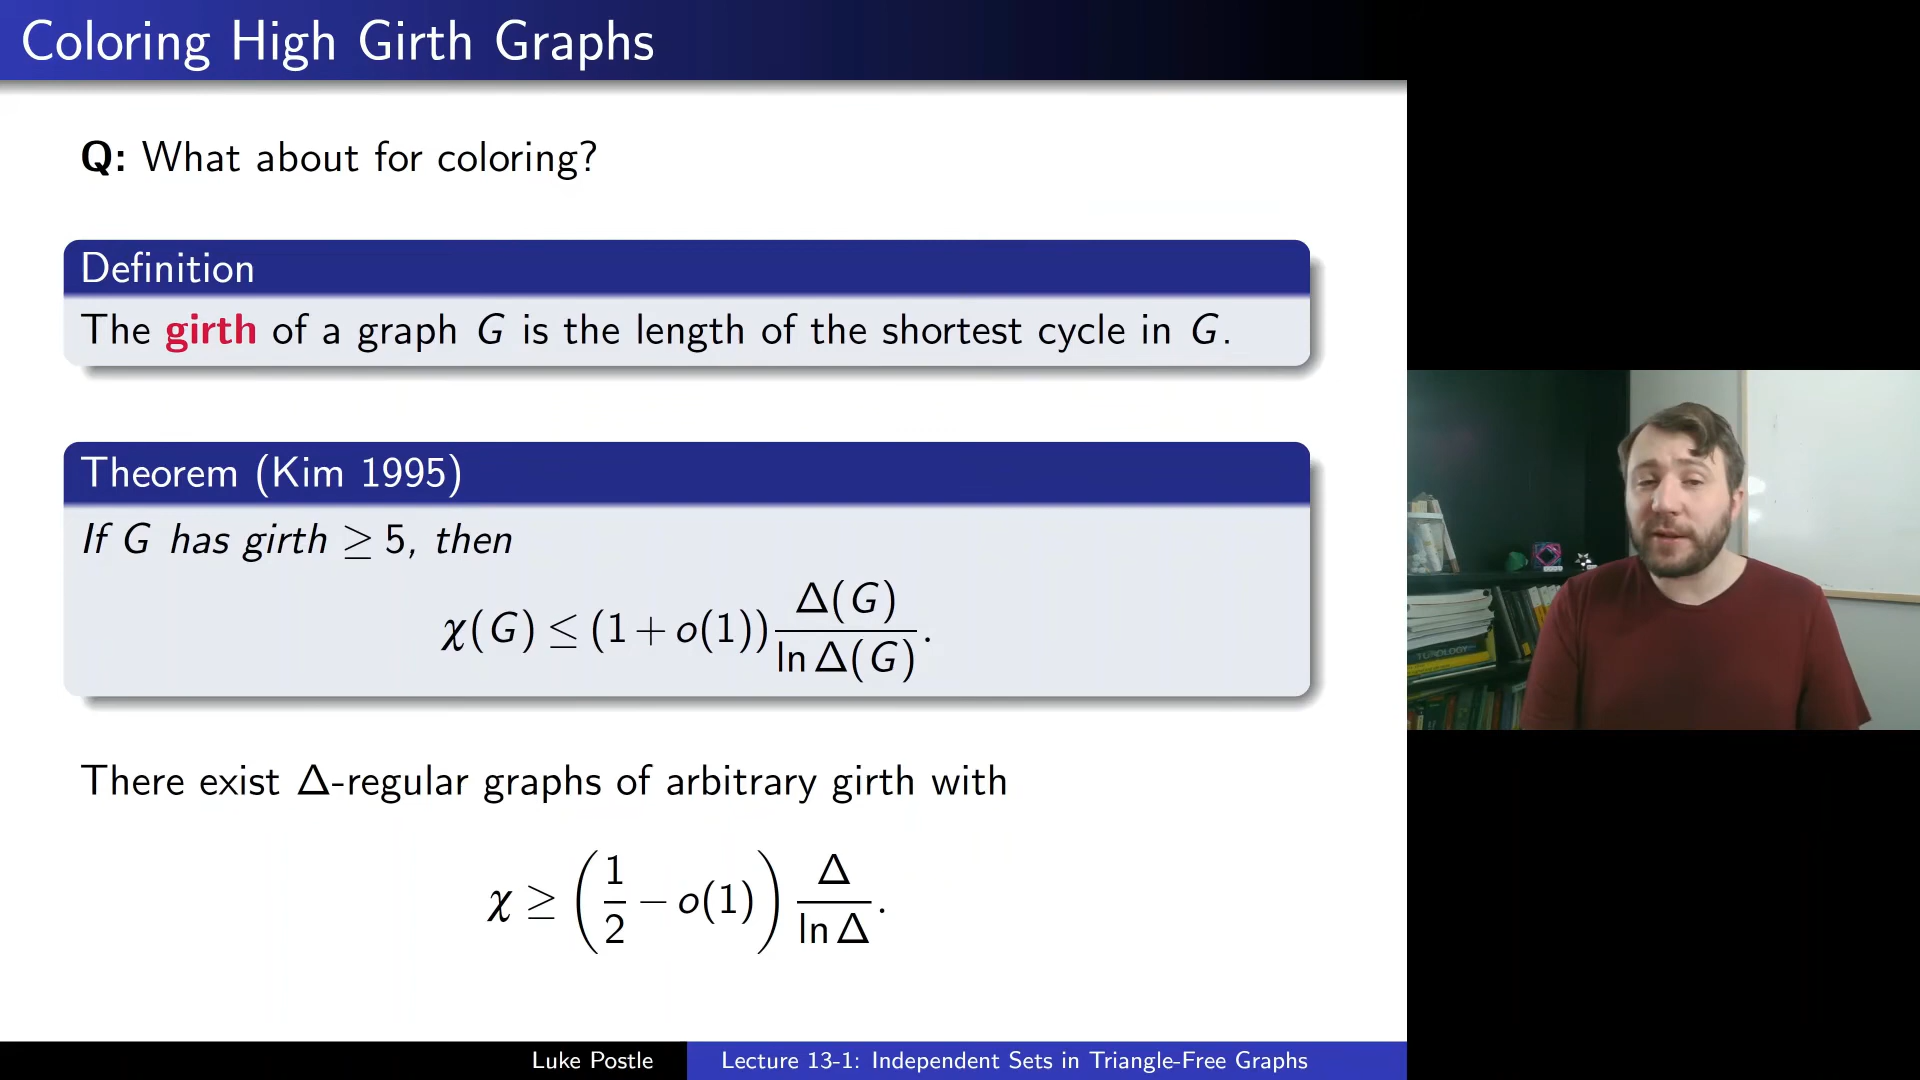 Coloring High Girth Graphs
Q: What about for coloring?
Definition
The girth of a graph G is the length of the shortest cycle in G.
Theorem (Kim 1995)
If G has girth ≥ 5, then
χ(G) ≤ (1 + o(1)) Δ(G) / ln Δ(G).
There exist Δ-regular graphs of arbitrary girth with
χ ≥ (1/2 − o(1)) Δ / ln Δ.
Luke Postle
Lecture 13-1: Independent Sets in Triangle-Free Graphs